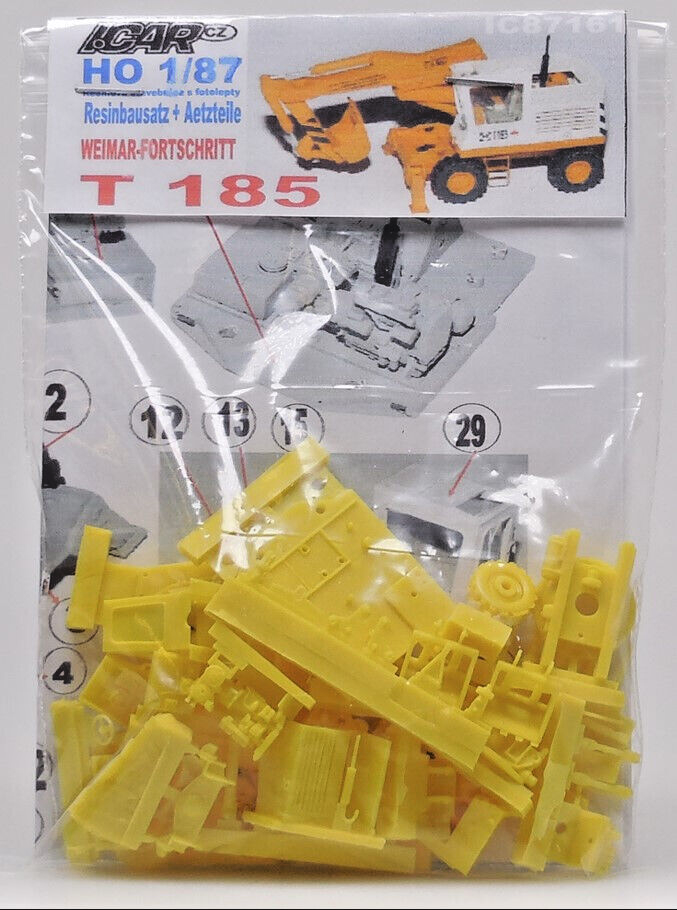 I.CAR CZ
IC87161
HO 1/87
Resinbausatz + Aetzteile
WEIMAR-FORTSCHRITT
T 185
2
12
13
15
29
4